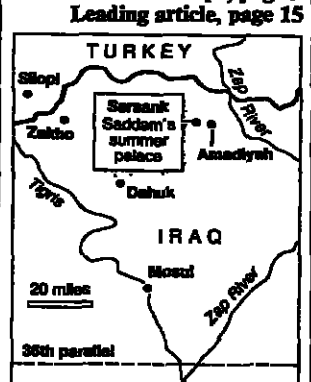 Leading article, page 15
TURKEY
Silopi
Zap
River
Zakho
Sersank
Saddam's
summer
palace
Amadiyah
Tigris
Dahuk
IRAQ
Mosul
20 miles
Zap River
36th parallel